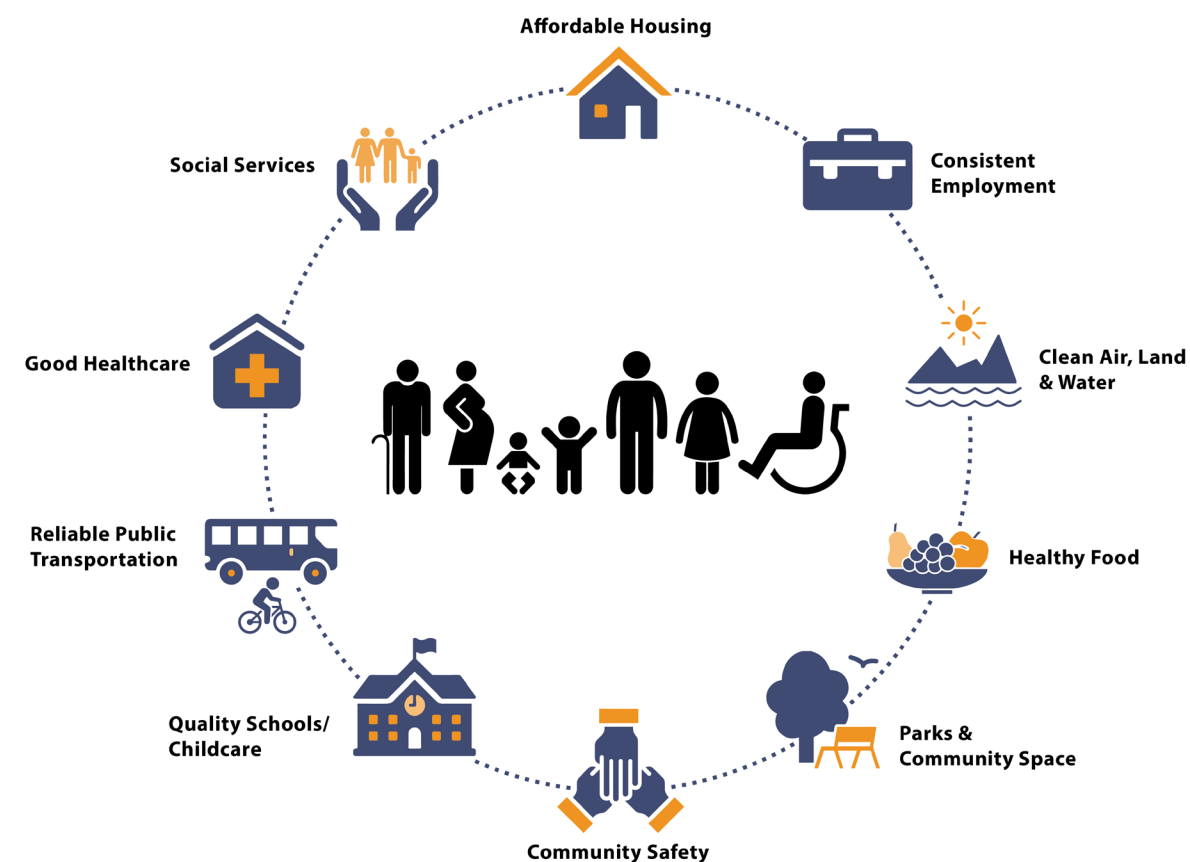 Affordable Housing
Consistent
Employment
Clean Air, Land
& Water
Healthy Food
Parks &
Community Space
Community Safety
Quality Schools/
Childcare
Reliable Public
Transportation
Good Healthcare
Social Services